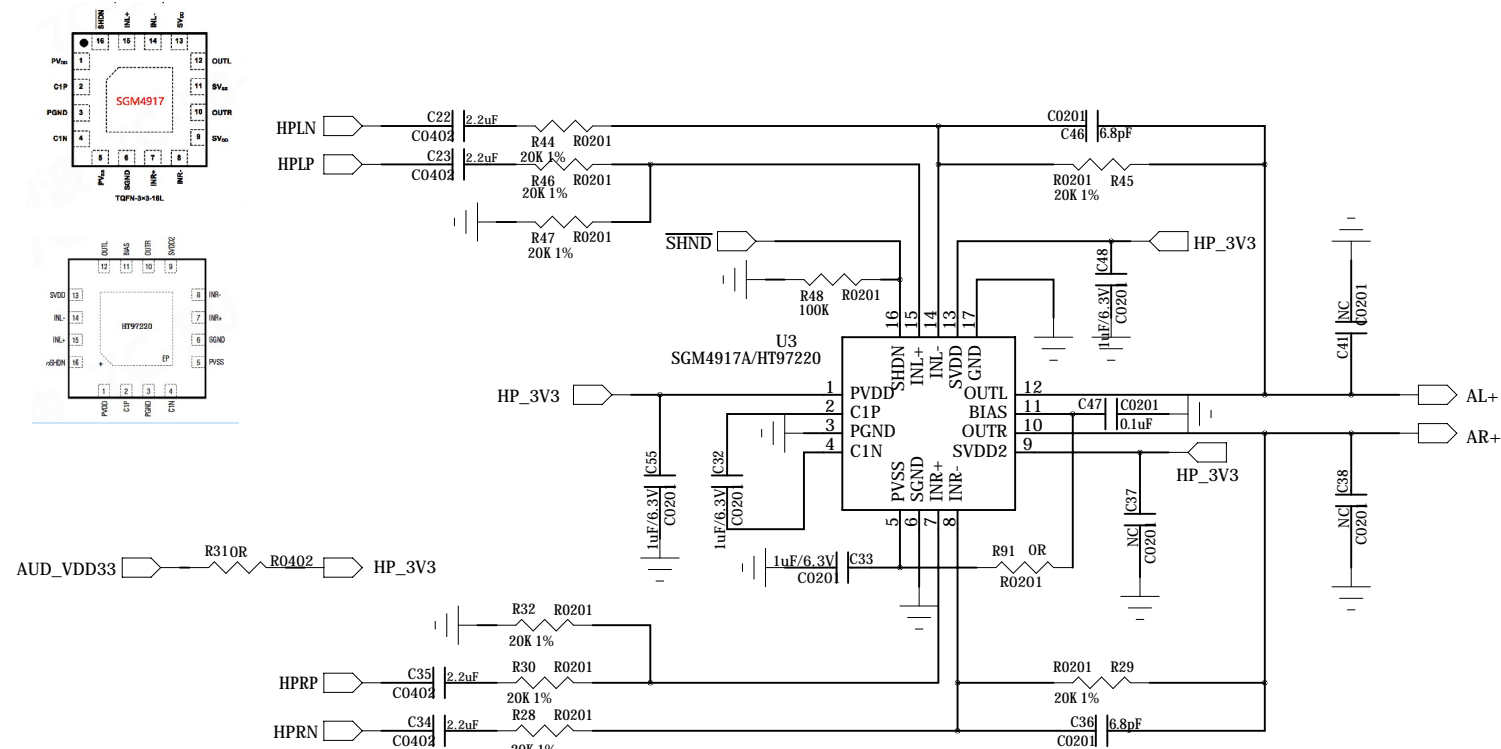 SHDN
INL+
INL-
SVDD
16
15
14
13
PVDD
1
12
OUTL
C1P
2
SGM4917
11
SVSS
PGND
3
10
OUTR
C1N
4
9
SVDD
5
6
7
8
PVSS
SGND
INR+
INR-
TQFN-3×3-16L
OUTL
BIAS
OUTR
SVDD2
12
11
10
9
SVDD
13
8
INR-
INL-
14
7
INR+
HT97220
INL+
15
6
SGND
nSHDN
16
+
EP
5
PVSS
1
2
3
4
PVDD
C1P
PGND
C1N
HPLN
C22
2.2uF
C0402
R44
R0201
20K 1%
C0201
C46
6.8pF
HPLP
C23
2.2uF
C0402
R46
R0201
20K 1%
R0201
R45
20K 1%
R47
R0201
20K 1%
SHND
R48
R0201
100K
HP_3V3
C48
1uF/6.3V
C0201
C41
NC
C0201
U3
SGM4917A/HT97220
16
15
14
13
17
SHDN
INL+
INL-
SVDD
GND
HP_3V3
1
PVDD
OUTL
12
AL+
2
C1P
BIAS
11
C47
C0201
0.1uF
3
PGND
OUTR
10
AR+
4
C1N
SVDD2
9
HP_3V3
PVSS
SGND
INR+
INR-
5
6
7
8
C55
1uF/6.3V
C0201
C32
1uF/6.3V
C0201
C37
NC
C0201
C38
NC
C0201
1uF/6.3V
C33
C0201
R91
0R
R0201
AUD_VDD33
R31
0R
R0402
HP_3V3
R32
R0201
20K 1%
HPRP
C35
2.2uF
C0402
R30
R0201
20K 1%
R0201
R29
20K 1%
HPRN
C34
2.2uF
C0402
R28
R0201
20K 1%
C36
6.8pF
C0201